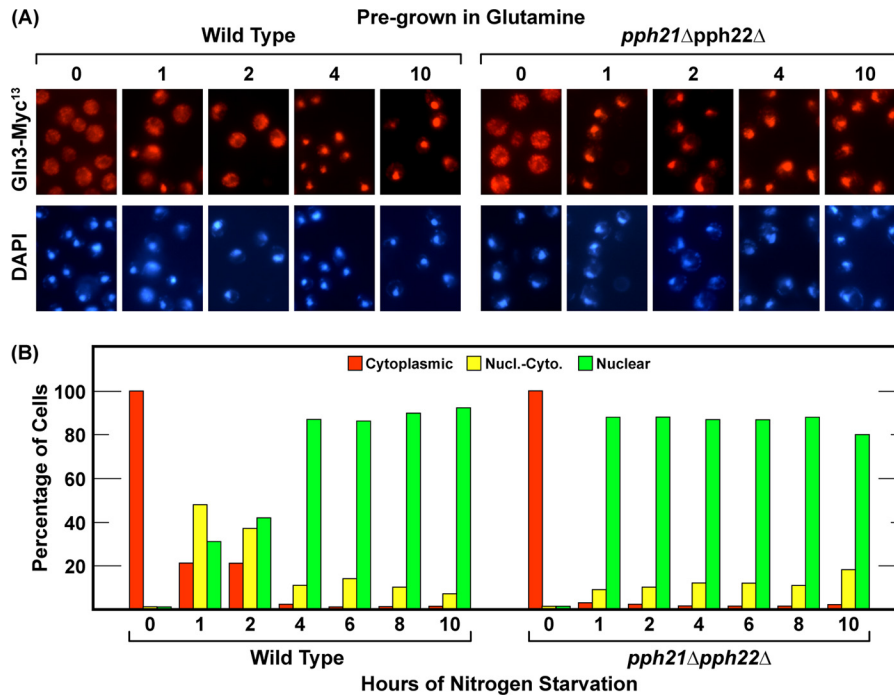 (A)
Pre-grown in Glutamine
Wild Type
pph21Δpph22Δ
0 1 2 4 10 0 1 2 4 10
Gln3-Myc¹³
DAPI
(B)
Cytoplasmic Nucl.-Cyto. Nuclear
Percentage of Cells
100
80
60
40
20
0 1 2 4 6 8 10 0 1 2 4 6 8 10
Wild Type
pph21Δpph22Δ
Hours of Nitrogen Starvation